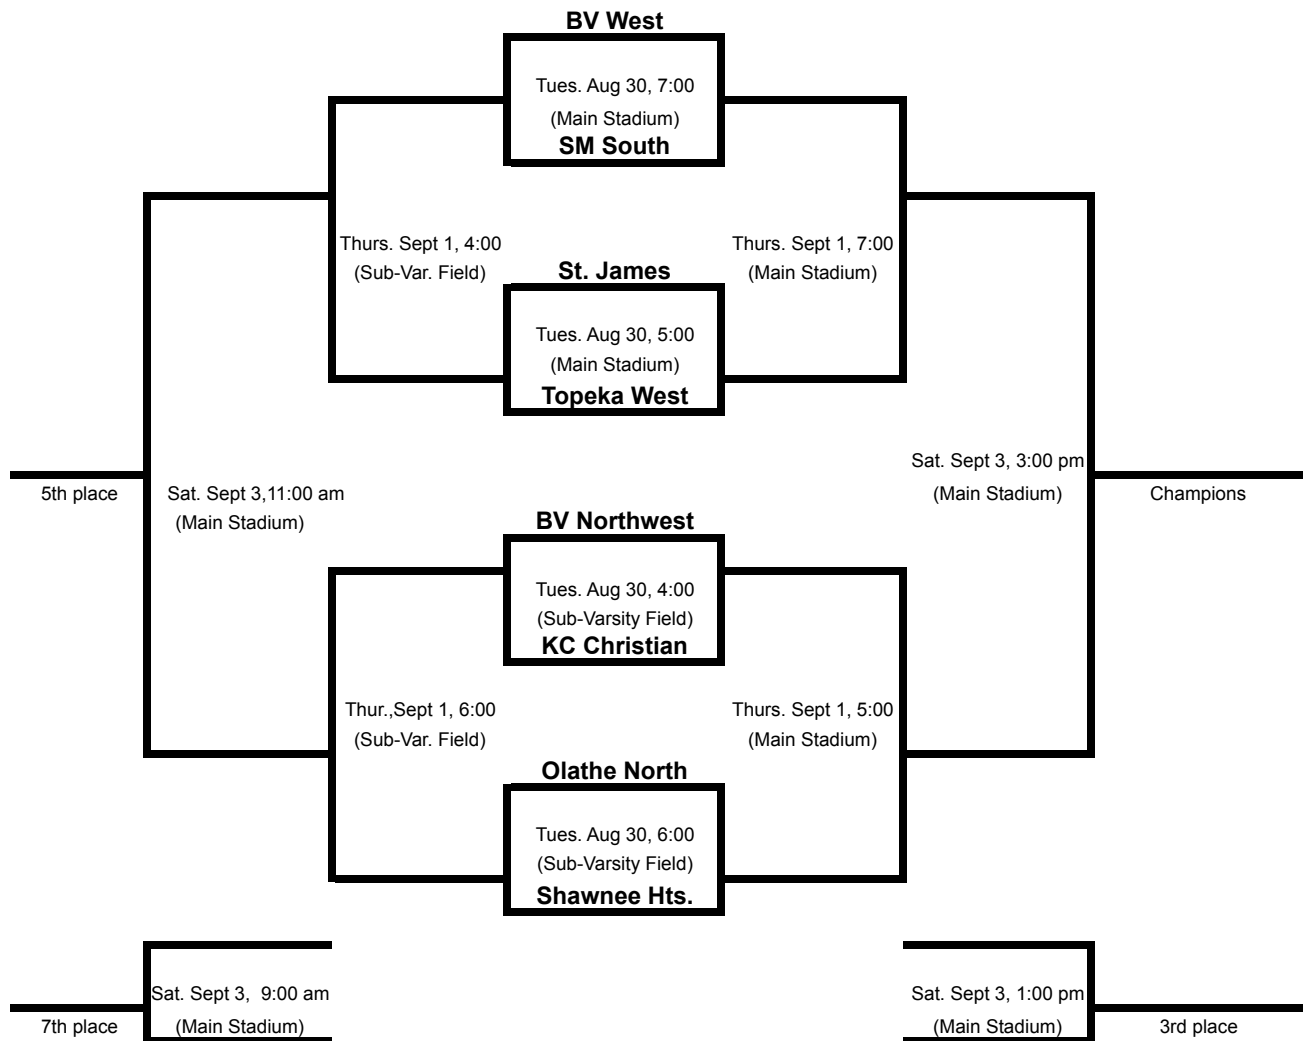 BV West
Tues. Aug 30, 7:00
(Main Stadium)
SM South
Thurs. Sept 1, 4:00
(Sub-Var. Field)
Thurs. Sept 1, 7:00
(Main Stadium)
St. James
Tues. Aug 30, 5:00
(Main Stadium)
Topeka West
5th place
Sat. Sept 3,11:00 am
(Main Stadium)
Sat. Sept 3, 3:00 pm
(Main Stadium)
Champions
BV Northwest
Tues. Aug 30, 4:00
(Sub-Varsity Field)
KC Christian
Thur.,Sept 1, 6:00
(Sub-Var. Field)
Thurs. Sept 1, 5:00
(Main Stadium)
Olathe North
Tues. Aug 30, 6:00
(Sub-Varsity Field)
Shawnee Hts.
Sat. Sept 3,  9:00 am
(Main Stadium)
7th place
Sat. Sept 3, 1:00 pm
(Main Stadium)
3rd place